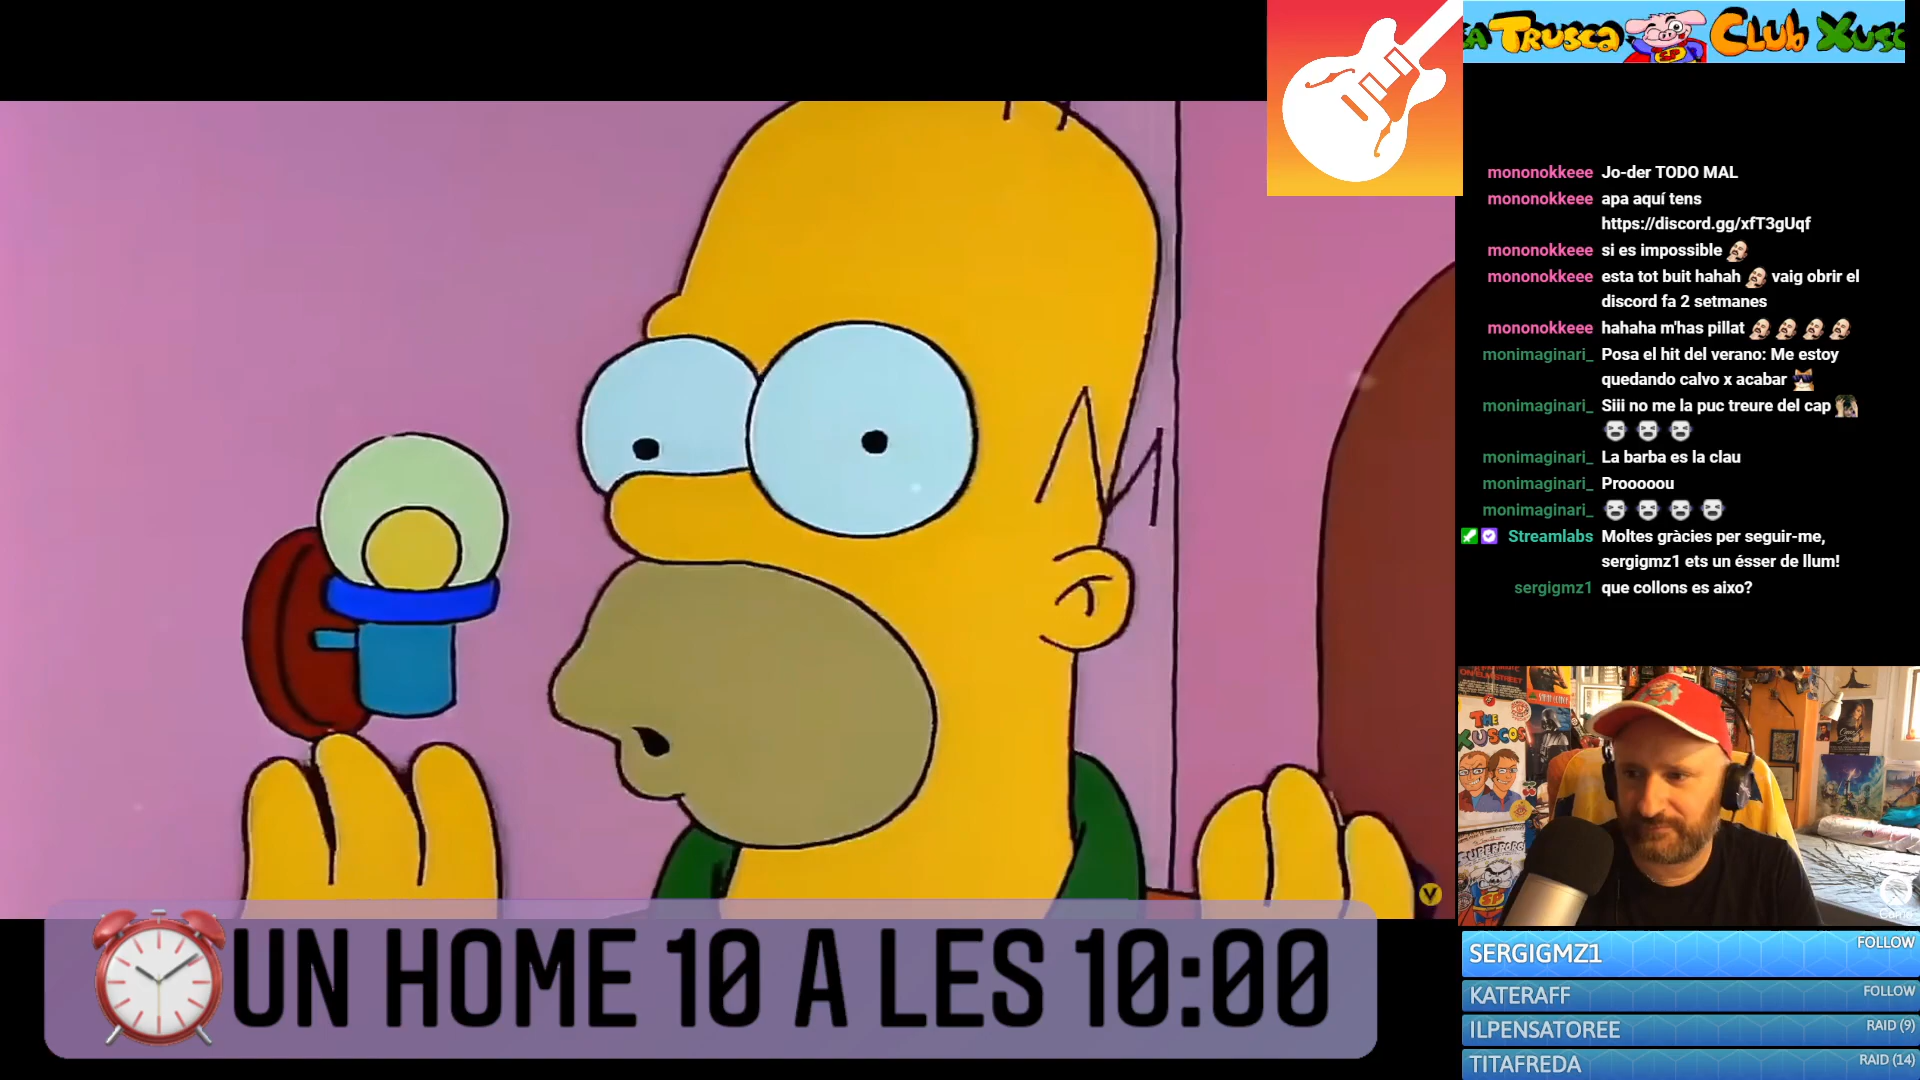 TRUSCA CLUB XUSC
mononokkeee Jo-der TODO MAL
mononokkeee apa aquí tens
https://discord.gg/xfT3gUqf
mononokkeee si es impossible
mononokkeee esta tot buit hahah vaig obrir el
discord fa 2 setmanes
mononokkeee hahaha m'has pillat
monimaginari_ Posa el hit del verano: Me estoy
quedando calvo x acabar
monimaginari_ Siii no me la puc treure del cap
monimaginari_ La barba es la clau
monimaginari_ Prooooou
monimaginari_
Streamlabs Moltes gràcies per seguir-me,
sergigmz1 ets un ésser de llum!
sergigmz1 que collons es aixo?
THE
XUSCOS
SUPERPORC
SP
V
UN HOME 10 A LES 10:00
SERGIGMZ1 FOLLOW
KATERAFF FOLLOW
ILPENSATOREE RAID (9)
TITAFREDA RAID (14)